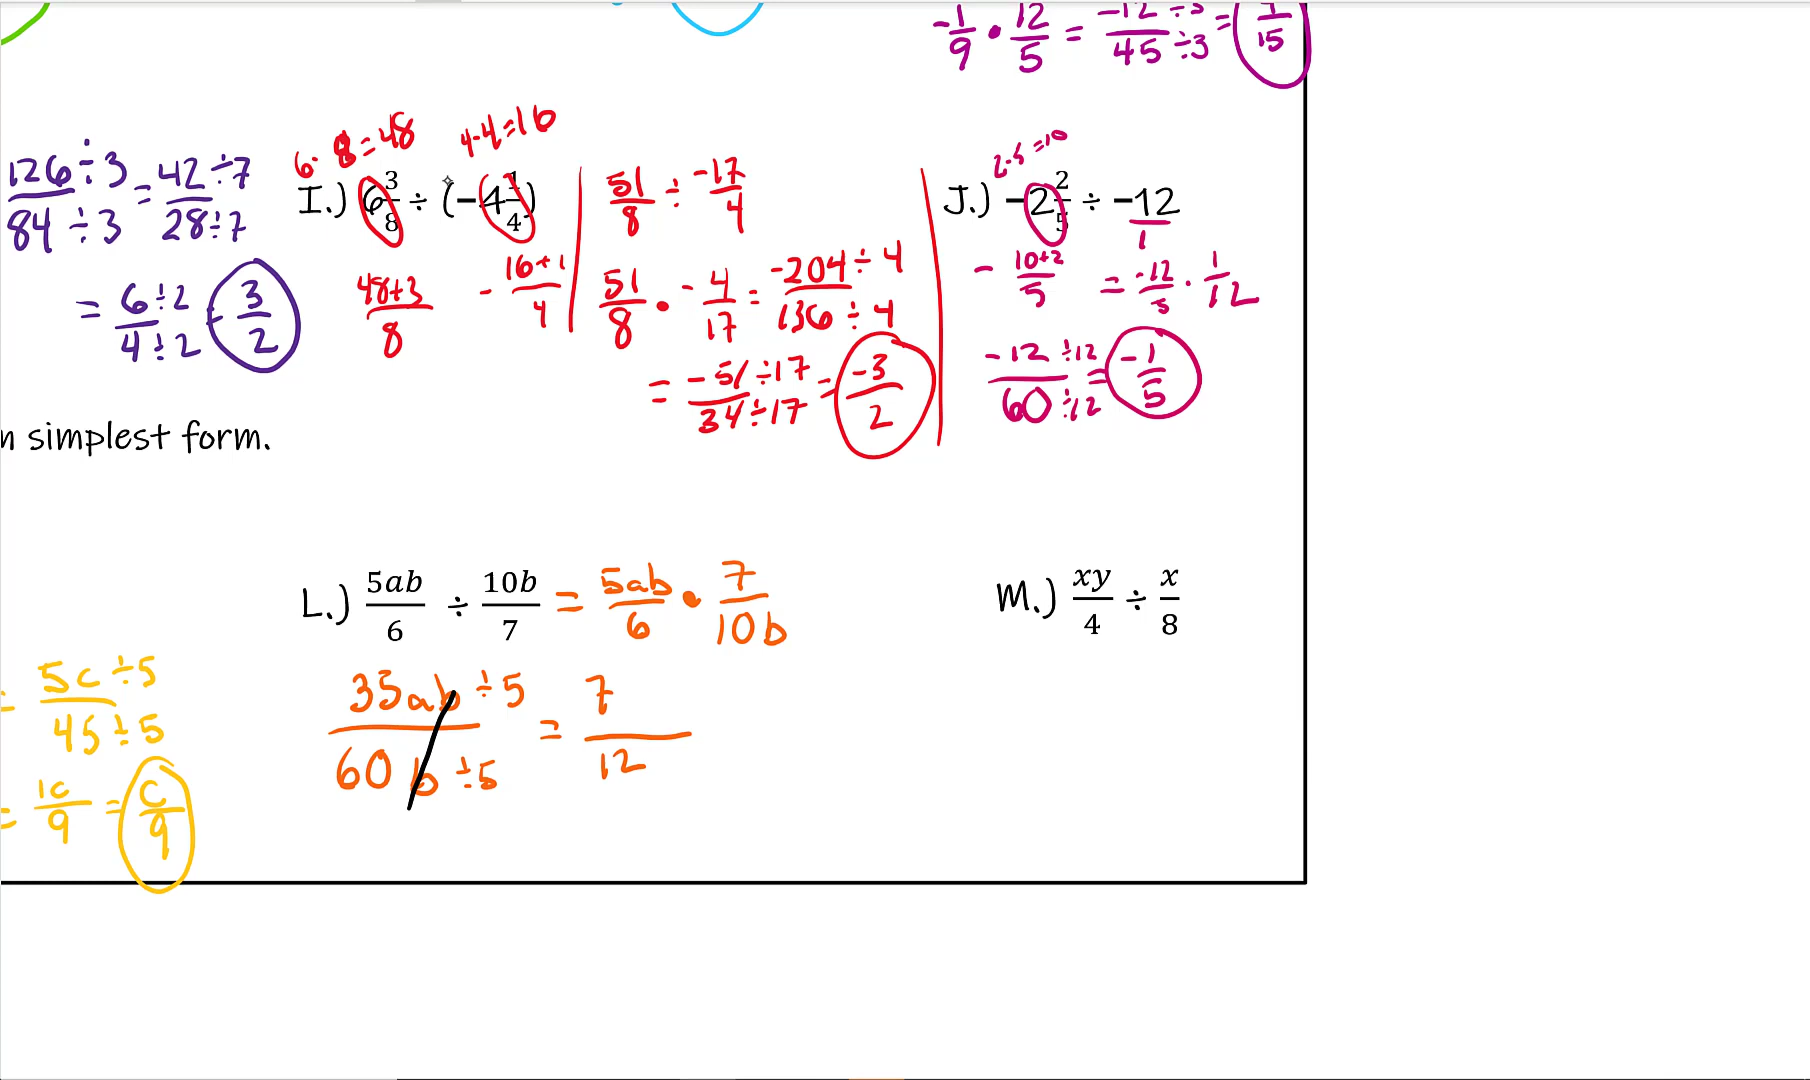 -1/9 • 12/5 = -12÷3/45÷3 = 1/15
126÷3/84÷3 = 42÷7/28÷7
= 6÷2/4÷2 = 3/2
6·8=48
4·4=16
I.) 6 3/8 ÷ (-4 1/4)
48+3/8
-16+1/4
51/8 ÷ -17/4
51/8 • -4/17 = -204÷4/136÷4
= -51÷17/34÷17 = -3/2
2·5=10
J.) -2 2/5 ÷ -12/1
-10+2/5 = -12/5 · 1/12
-12÷12/60÷12 = -1/5
n simplest form.
= 5c÷5/45÷5
= 1c/9 = c/9
L.) 5ab/6 ÷ 10b/7 = 5ab/6 • 7/10b
35ab÷5/60b÷5 = 7/12
M.) xy/4 ÷ x/8